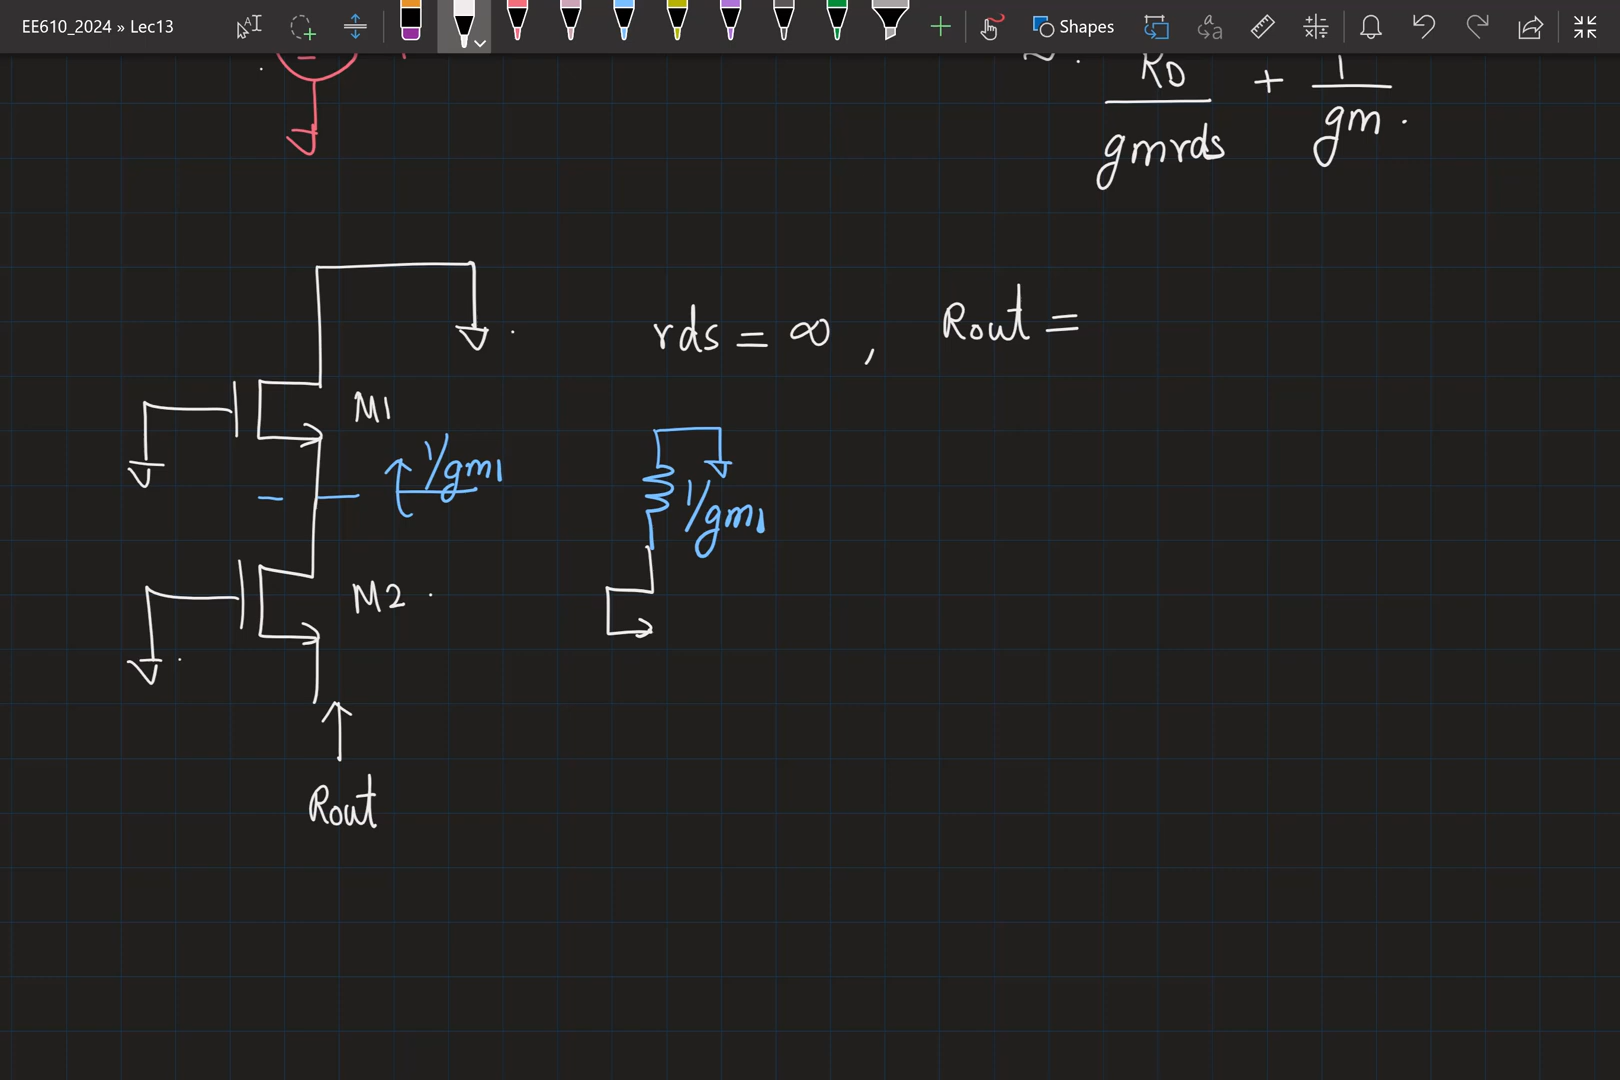 EE610_2024 » Lec13
Shapes
RD / gmrds + 1 / gm .
rds = ∞ , Rout =
M1
1/gm1
1/gm1
M2
Rout